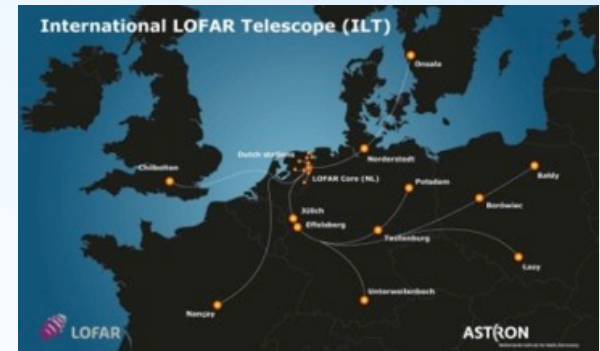 International LOFAR Telescope (ILT)
Onsala
Dutch stations
Norderstedt
Chilbolton
LOFAR Core (NL)
Potsdam
Bałdy
Borówiec
Jülich
Effelsberg
Tautenburg
Łazy
Unterweilenbach
Nançay
LOFAR
ASTRON